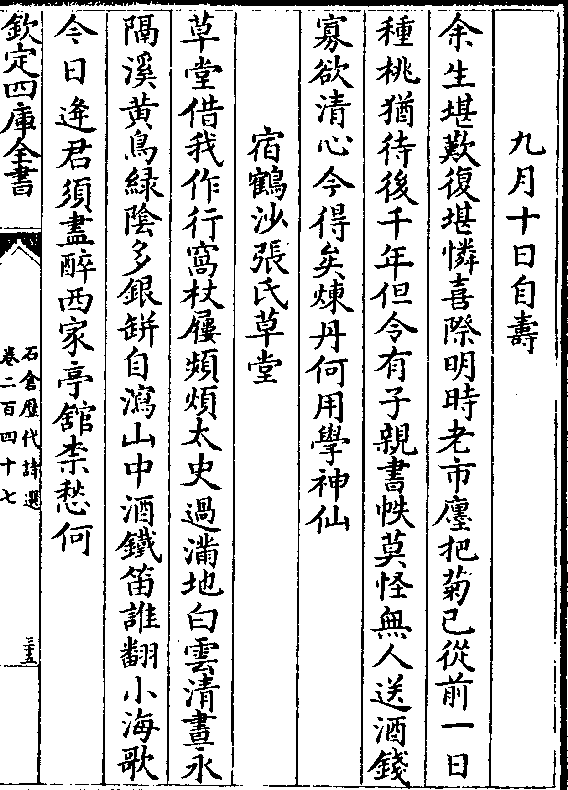 九月十日自壽
余生堪歎復堪憐喜際明時老市廛把菊已從前一日
種桃猶待後千年但令有子親書帙莫怪無人送酒錢
寡欲清心今得矣煉丹何用學神仙
宿鶴沙張氏草堂
草堂借我作行窩杖屨頻煩太史過滿地白雲清晝永
隔溪黄鳥緑陰多銀缾自瀉山中酒鐵笛誰翻小海歌
今日逢君須盡醉西家亭館柰愁何
欽定四庫全書
石倉歴代詩選
卷二百四十七
三五